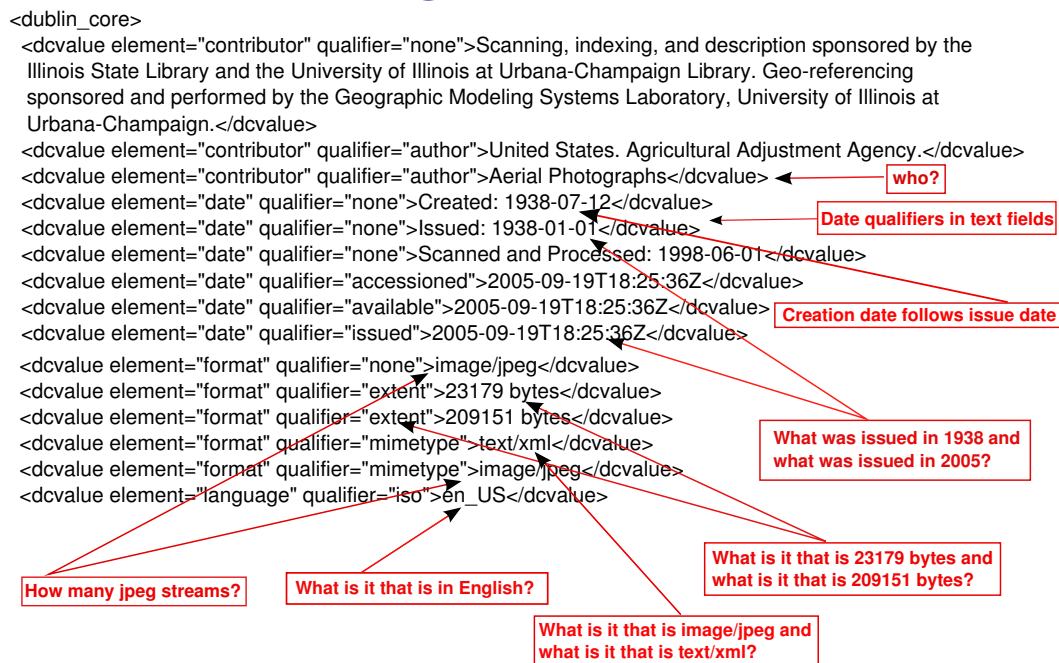 <dublin_core>
<dcvalue element="contributor" qualifier="none">Scanning, indexing, and description sponsored by the
Illinois State Library and the University of Illinois at Urbana-Champaign Library. Geo-referencing
sponsored and performed by the Geographic Modeling Systems Laboratory, University of Illinois at
Urbana-Champaign.</dcvalue>
<dcvalue element="contributor" qualifier="author">United States. Agricultural Adjustment Agency.</dcvalue>
<dcvalue element="contributor" qualifier="author">Aerial Photographs</dcvalue>
who?
<dcvalue element="date" qualifier="none">Created: 1938-07-12</dcvalue>
Date qualifiers in text fields
<dcvalue element="date" qualifier="none">Issued: 1938-01-01</dcvalue>
<dcvalue element="date" qualifier="none">Scanned and Processed: 1998-06-01</dcvalue>
<dcvalue element="date" qualifier="accessioned">2005-09-19T18:25:36Z</dcvalue>
<dcvalue element="date" qualifier="available">2005-09-19T18:25:36Z</dcvalue>
Creation date follows issue date
<dcvalue element="date" qualifier="issued">2005-09-19T18:25:36Z</dcvalue>
<dcvalue element="format" qualifier="none">image/jpeg</dcvalue>
<dcvalue element="format" qualifier="extent">23179 bytes</dcvalue>
<dcvalue element="format" qualifier="extent">209151 bytes</dcvalue>
<dcvalue element="format" qualifier="mimetype">text/xml</dcvalue>
<dcvalue element="format" qualifier="mimetype">image/jpeg</dcvalue>
<dcvalue element="language" qualifier="iso">en_US</dcvalue>
What was issued in 1938 and
what was issued in 2005?
What is it that is 23179 bytes and
what is it that is 209151 bytes?
How many jpeg streams?
What is it that is in English?
What is it that is image/jpeg and
what is it that is text/xml?